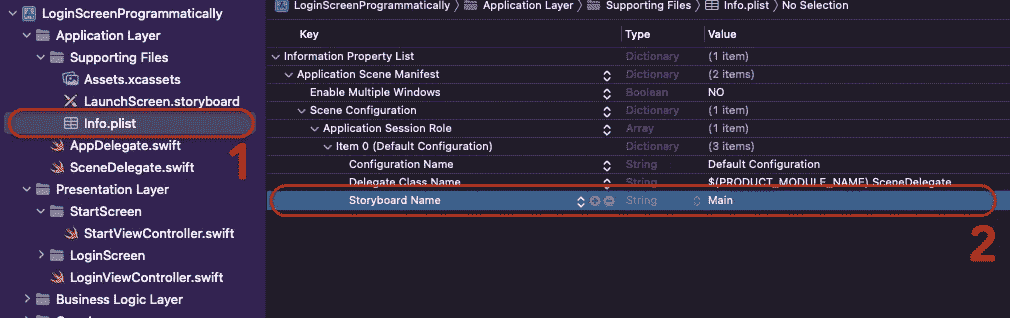 LoginScreenProgrammatically
Application Layer
Supporting Files
Assets.xcassets
LaunchScreen.storyboard
Info.plist
1
AppDelegate.swift
SceneDelegate.swift
Presentation Layer
StartScreen
StartViewController.swift
LoginScreen
LoginViewController.swift
Business Logic Layer
LoginScreenProgrammatically 〉 Application Layer 〉 Supporting Files 〉 Info.plist 〉 No Selection
Key Type Value
Information Property List Dictionary (1 item)
Application Scene Manifest Dictionary (2 items)
Enable Multiple Windows Boolean NO
Scene Configuration Dictionary (1 item)
Application Session Role Array (1 item)
Item 0 (Default Configuration) Dictionary (3 items)
Configuration Name String Default Configuration
Delegate Class Name String $(PRODUCT_MODULE_NAME).SceneDelegate
Storyboard Name String Main
2